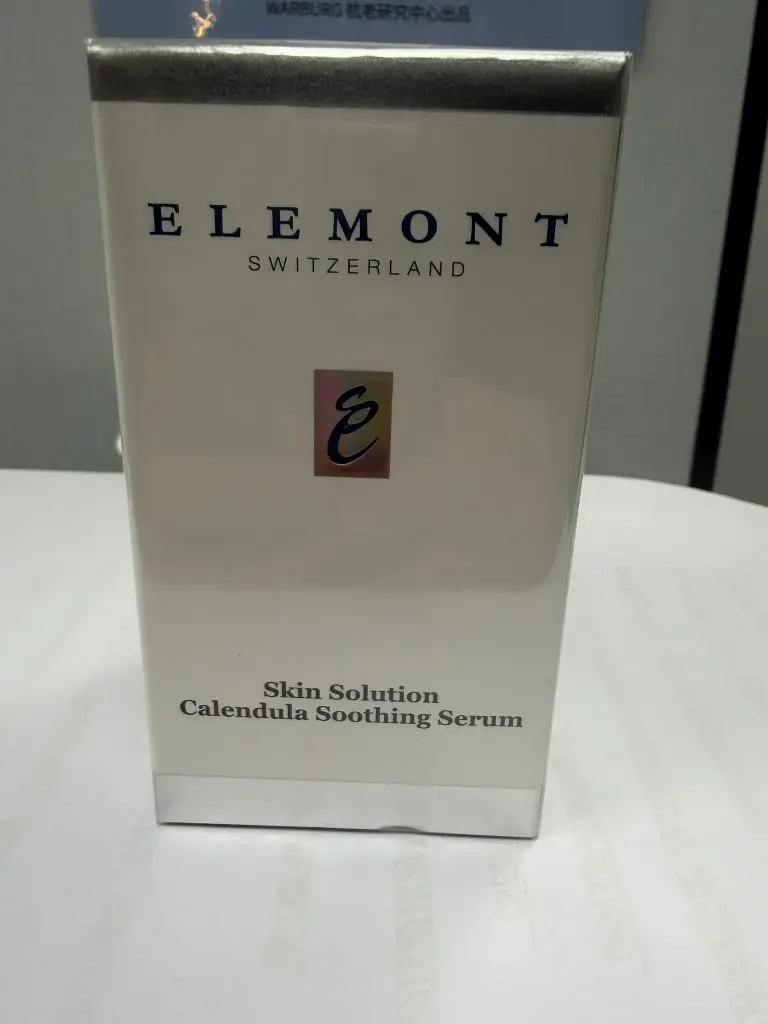 WARBURG 抗老研究中心出品
ELEMONT
SWITZERLAND
e
Skin Solution
Calendula Soothing Serum